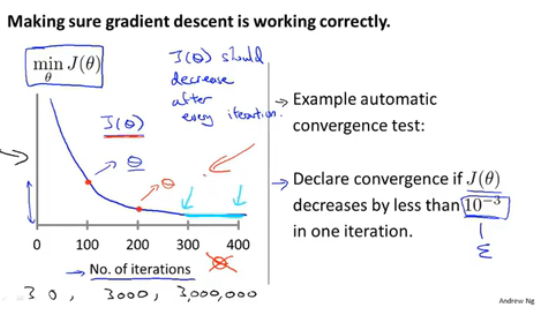 Making sure gradient descent is working correctly.
min J(θ)
θ
J(θ) should
decrease
after
every iteration.
J(θ)
θ
θ
0 100 200 300 400
No. of iterations
30, 3000, 3,000,000
Example automatic
convergence test:
Declare convergence if J(θ)
decreases by less than 10⁻³
in one iteration.
ε
Andrew Ng